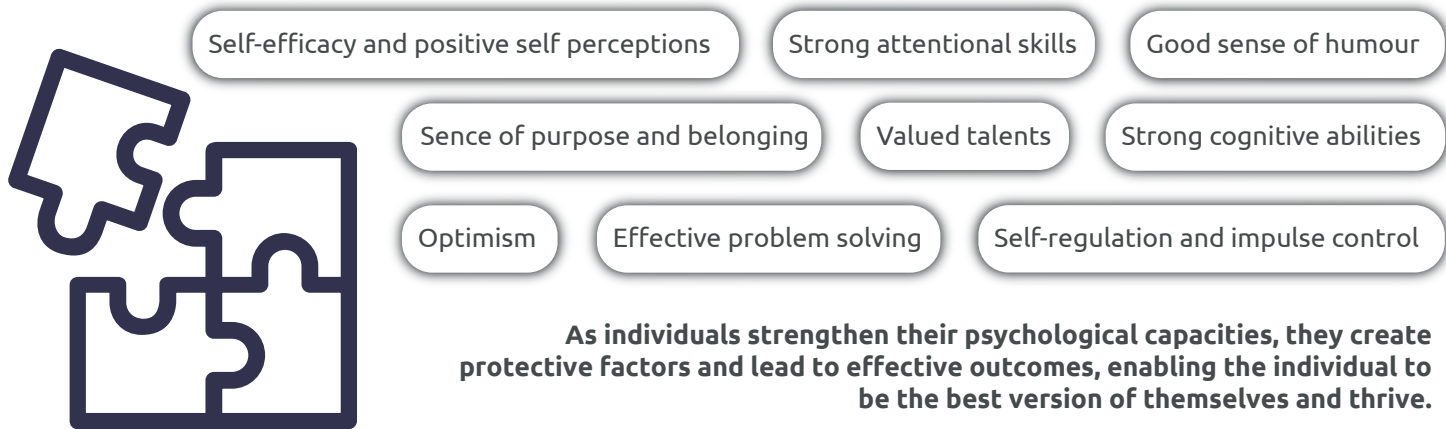 Self-efficacy and positive self perceptions
Strong attentional skills
Good sense of humour
Sence of purpose and belonging
Valued talents
Strong cognitive abilities
Optimism
Effective problem solving
Self-regulation and impulse control
As individuals strengthen their psychological capacities, they create
protective factors and lead to effective outcomes, enabling the individual to
be the best version of themselves and thrive.